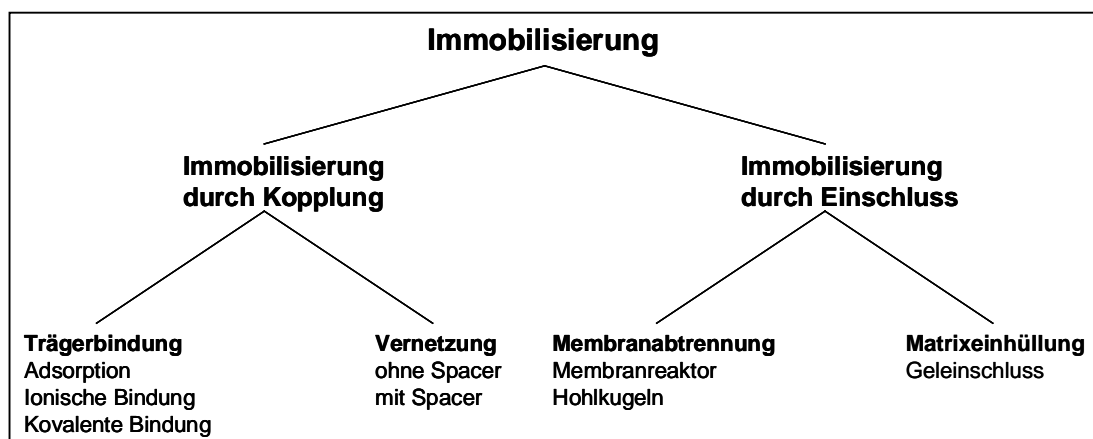 Immobilisierung
Immobilisierung
durch Kopplung
Immobilisierung
durch Einschluss
Trägerbindung
Adsorption
Ionische Bindung
Kovalente Bindung
Vernetzung
ohne Spacer
mit Spacer
Membranabtrennung
Membranreaktor
Hohlkugeln
Matrixeinhüllung
Geleinschluss